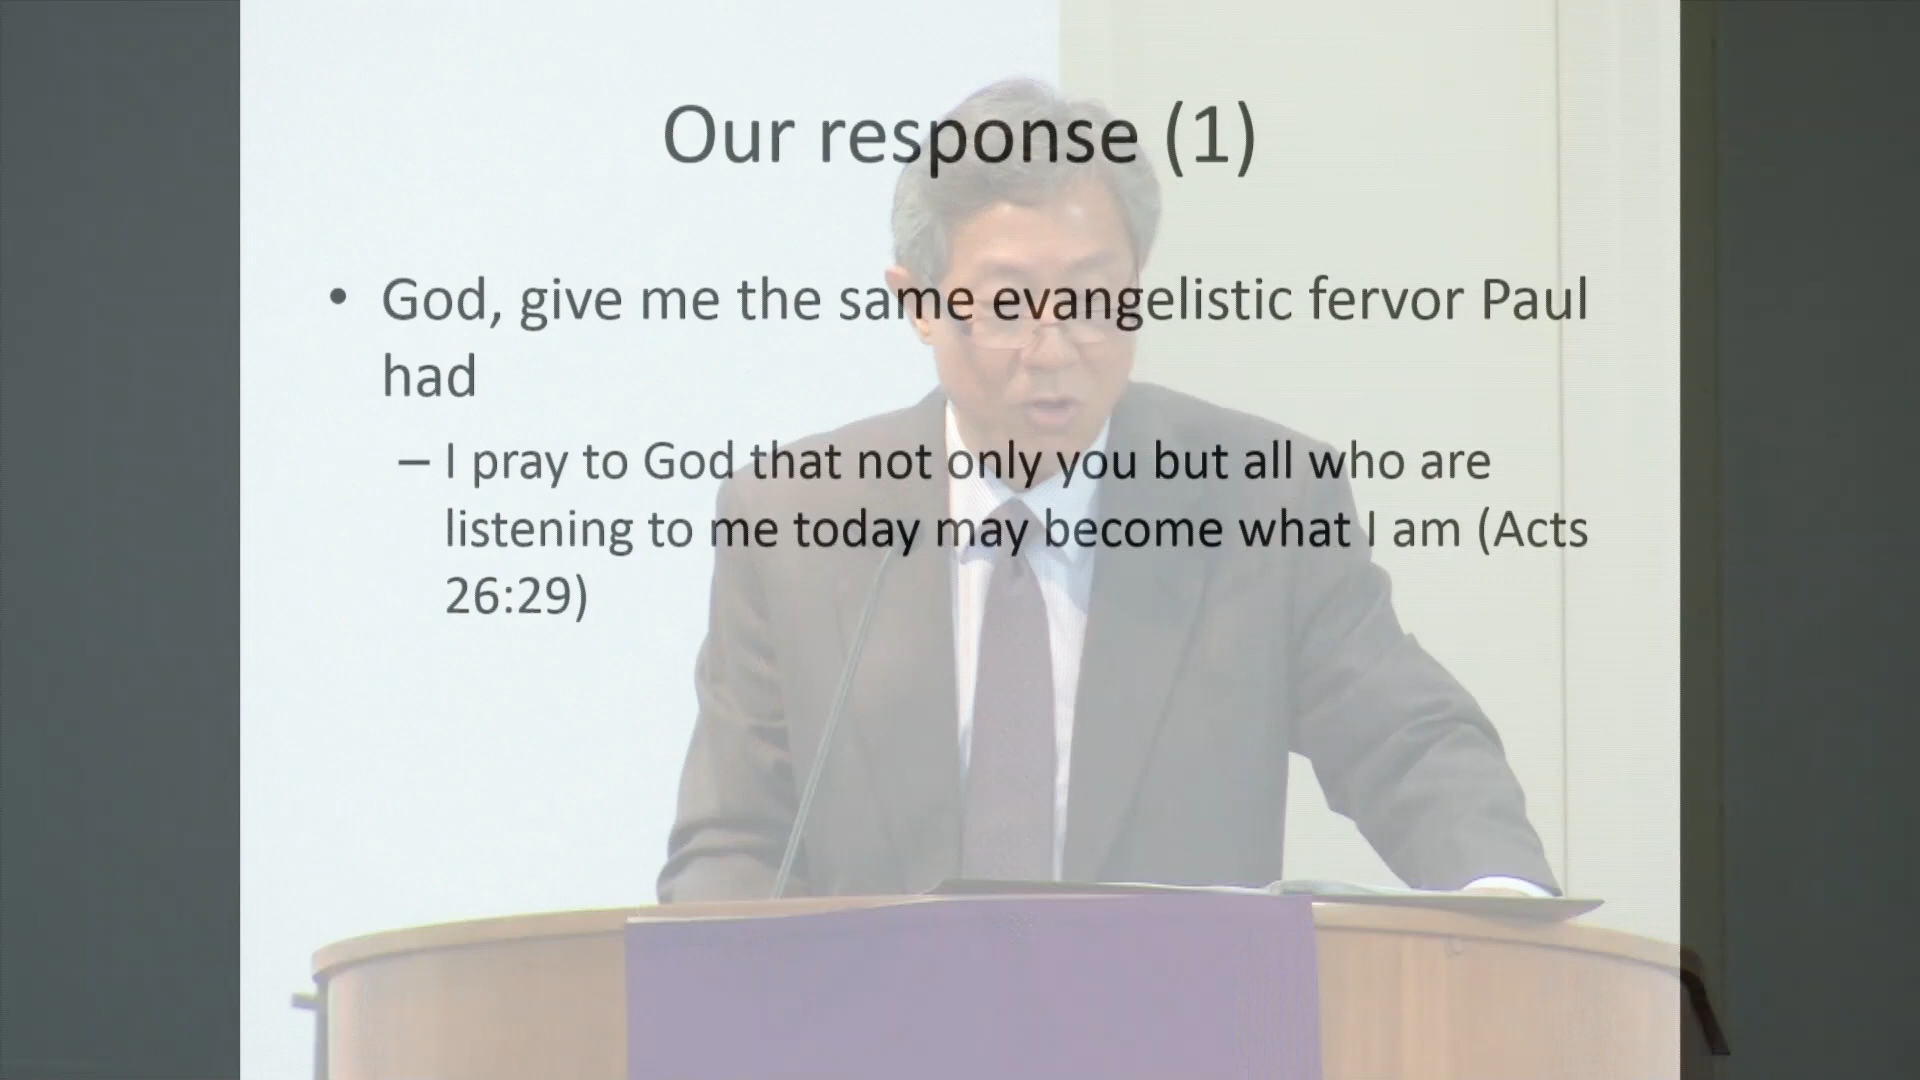 Our response (1)
• God, give me the same evangelistic fervor Paul
had
– I pray to God that not only you but all who are
listening to me today may become what I am (Acts
26:29)